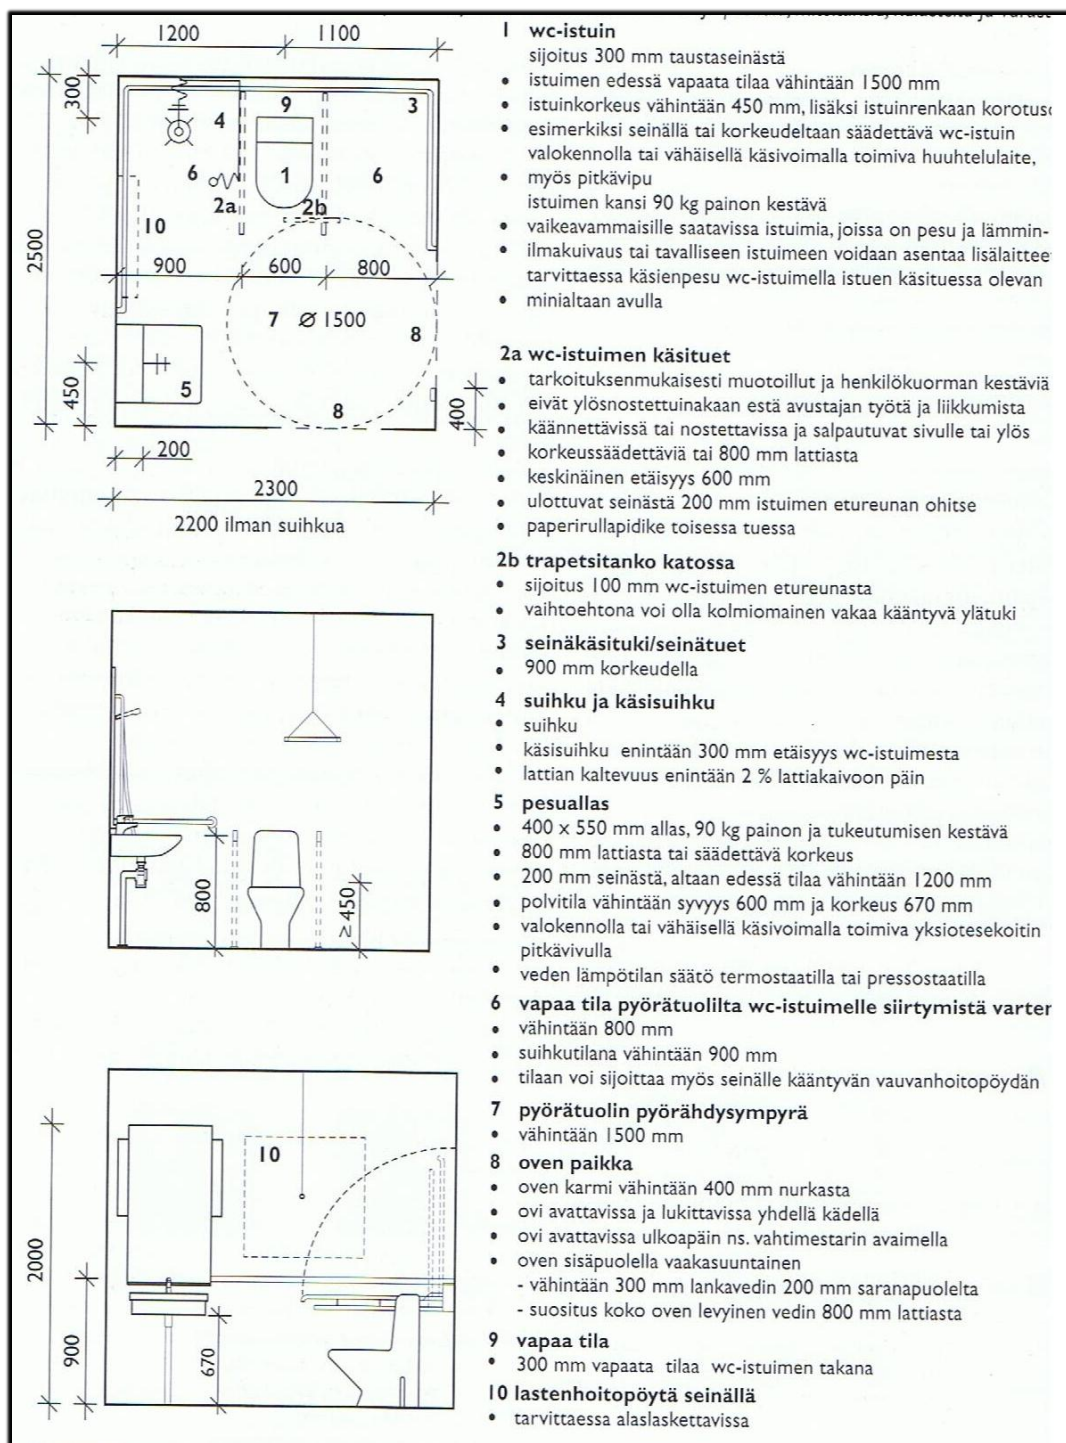 1200 1100
300
9 3
4
6 1 6
2a 2b
10
2500
900 600 800
7 Ø 1500
8
450
5
8
400
200
2300
2200 ilman suihkua
800
≥ 450
10
2000
900
670
1 wc-istuin
sijoitus 300 mm taustaseinästä
• istuimen edessä vapaata tilaa vähintään 1500 mm
• istuinkorkeus vähintään 450 mm, lisäksi istuinrenkaan
• esimerkiksi seinällä tai korkeudeltaan säädettävä wc-istuin
valokennolla tai vähäisellä käsivoimalla toimiva huuhtelulaite,
• myös pitkävipu
istuimen kansi 90 kg painon kestävä
• vaikeavammaisille saatavissa istuimia, joissa on pesu ja lämmin-
• ilmakuivaus tai tavalliseen istuimeen voidaan asentaa lisälaittee
tarvittaessa käsienpesu wc-istuimella istuen käsituessa olevan
• minialtaan avulla
2a wc-istuimen käsituet
• tarkoituksenmukaisesti muotoillut ja henkilökuorman kestäviä
• eivät ylösnostettuinakaan estä avustajan työtä ja liikkumista
• käännettävissä tai nostettavissa ja salpautuvat sivulle tai ylös
• korkeussäädettäviä tai 800 mm lattiasta
• keskinäinen etäisyys 600 mm
• ulottuvat seinästä 200 mm istuimen etureunan ohitse
• paperirullapidike toisessa tuessa
2b trapetsitanko katossa
• sijoitus 100 mm wc-istuimen etureunasta
• vaihtoehtona voi olla kolmiomainen vakaa kääntyvä ylätuki
3 seinäkäsituki/seinätuet
• 900 mm korkeudella
4 suihku ja käsisuihku
• suihku
• käsisuihku enintään 300 mm etäisyys wc-istuimesta
• lattian kaltevuus enintään 2 % lattiakaivoon päin
5 pesuallas
• 400 x 550 mm allas, 90 kg painon ja tukeutumisen kestävä
• 800 mm lattiasta tai säädettävä korkeus
• 200 mm seinästä, altaan edessä tilaa vähintään 1200 mm
• polvitila vähintään syvyys 600 mm ja korkeus 670 mm
• valokennolla tai vähäisellä käsivoimalla toimiva yksiotesekoitin
pitkävivulla
• veden lämpötilan säätö termostaatilla tai pressostaatilla
6 vapaa tila pyörätuolilta wc-istuimelle siirtymistä varten
• vähintään 800 mm
• suihkutilana vähintään 900 mm
• tilaan voi sijoittaa myös seinälle kääntyvän vauvanhoitopöydän
7 pyörätuolin pyörähdysympyrä
• vähintään 1500 mm
8 oven paikka
• oven karmi vähintään 400 mm nurkasta
• ovi avattavissa ja lukittavissa yhdellä kädellä
• ovi avattavissa ulkoapäin ns. vahtimestarin avaimella
• oven sisäpuolella vaakasuuntainen
- vähintään 300 mm lankavedin 200 mm saranapuolelta
- suositus koko oven levyinen vedin 800 mm lattiasta
9 vapaa tila
• 300 mm vapaata tilaa wc-istuimen takana
10 lastenhoitopöytä seinällä
• tarvittaessa alaslaskettavissa